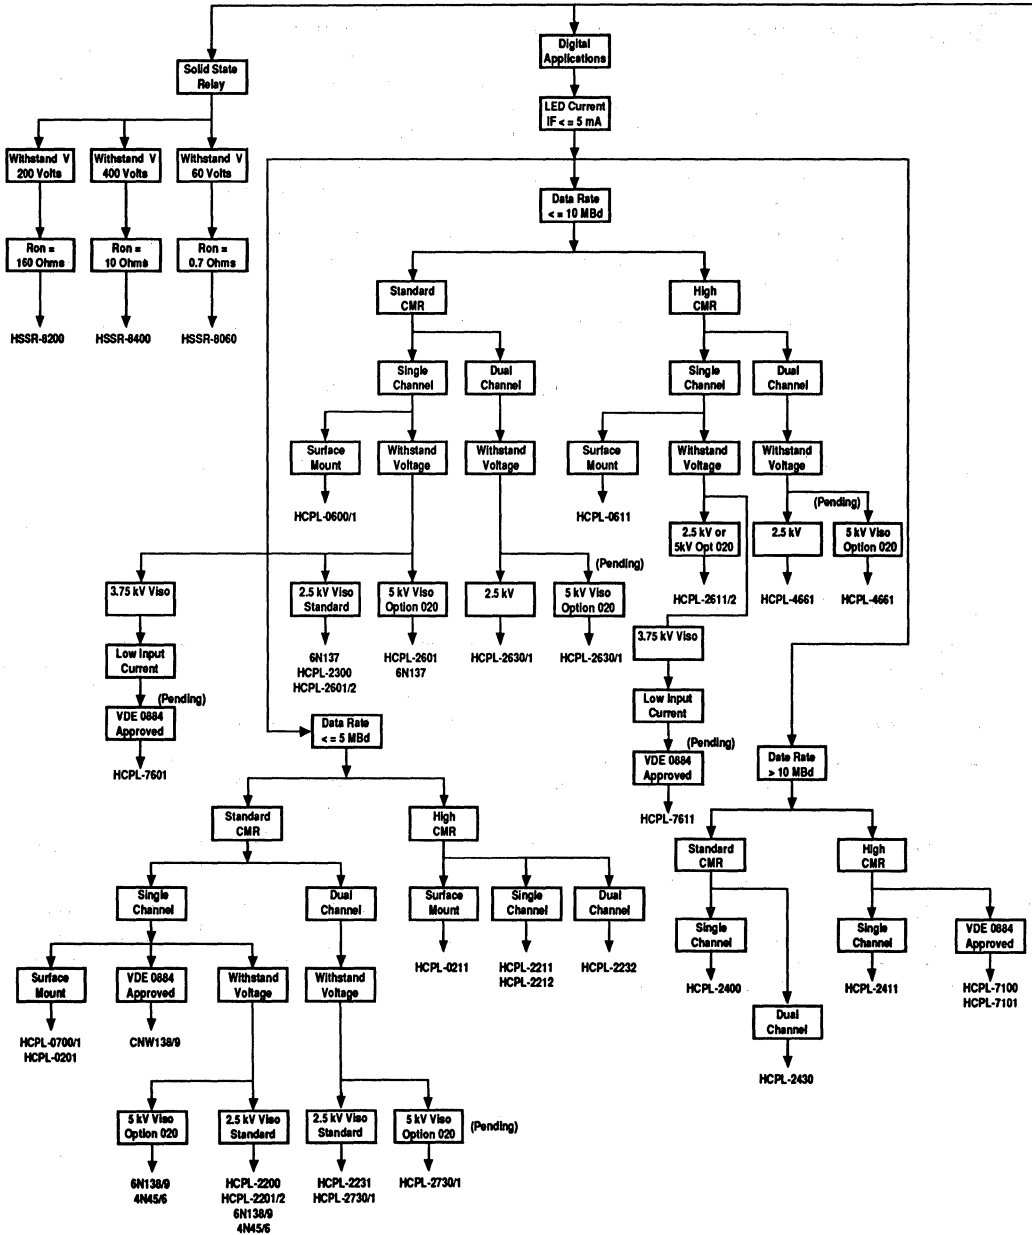 Digital
Applications
Solid State
Relay
LED Current
IF < = 5 mA
Withstand V
200 Volts
Withstand V
400 Volts
Withstand V
60 Volts
Data Rate
< = 10 MBd
Ron =
160 Ohms
Ron =
10 Ohms
Ron =
0.7 Ohms
HSSR-8200
HSSR-8400
HSSR-8060
Standard
CMR
High
CMR
Single
Channel
Dual
Channel
Single
Channel
Dual
Channel
Surface
Mount
Withstand
Voltage
Withstand
Voltage
Surface
Mount
Withstand
Voltage
Withstand
Voltage
HCPL-0600/1
HCPL-0611
(Pending)
2.5 kV or
5kV Opt 020
2.5 kV
5 kV Viso
Option 020
HCPL-2611/2
HCPL-4661
HCPL-4661
(Pending)
3.75 kV Viso
2.5 kV Viso
Standard
5 kV Viso
Option 020
2.5 kV
5 kV Viso
Option 020
6N137
HCPL-2300
HCPL-2601/2
HCPL-2601
6N137
HCPL-2630/1
HCPL-2630/1
Low Input
Current
(Pending)
VDE 0884
Approved
HCPL-7601
3.75 kV Viso
Low Input
Current
(Pending)
VDE 0884
Approved
HCPL-7611
Data Rate
< = 5 MBd
Date Rate
> 10 MBd
Standard
CMR
High
CMR
Standard
CMR
High
CMR
Single
Channel
Dual
Channel
Surface
Mount
Single
Channel
Dual
Channel
HCPL-0211
HCPL-2211
HCPL-2212
HCPL-2232
Single
Channel
Single
Channel
VDE 0884
Approved
HCPL-2400
HCPL-2411
HCPL-7100
HCPL-7101
Dual
Channel
HCPL-2430
Surface
Mount
VDE 0884
Approved
Withstand
Voltage
Withstand
Voltage
HCPL-0700/1
HCPL-0201
CNW138/9
5 kV Viso
Option 020
2.5 kV Viso
Standard
2.5 kV Viso
Standard
5 kV Viso
Option 020
(Pending)
6N138/9
4N45/6
HCPL-2200
HCPL-2201/2
6N138/9
4N45/6
HCPL-2231
HCPL-2730/1
HCPL-2730/1